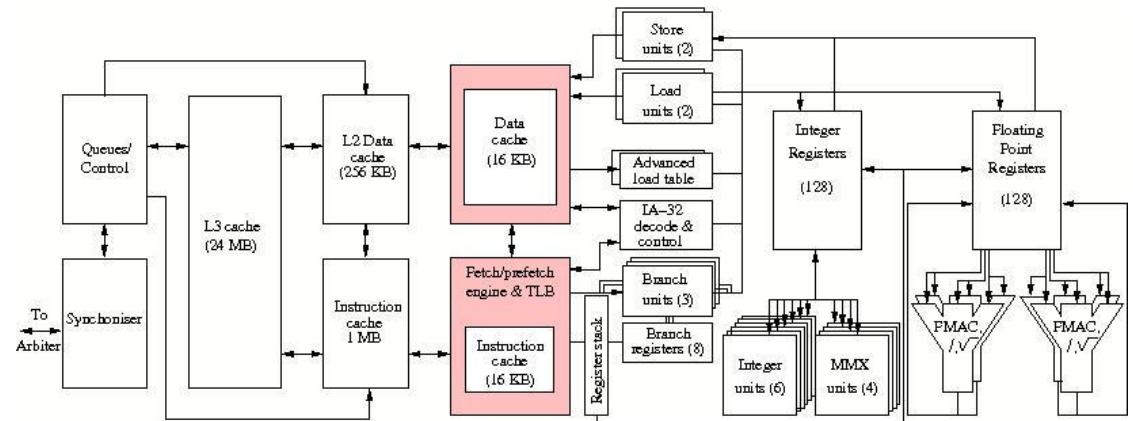 Store
units (2)
Queues/
Control
L3 cache
(24 MB)
L2 Data
cache
(256 KB)
Data
cache
(16 KB)
Load
units (2)
Advanced
load table
IA-32
decode &
control
Integer
Registers
(128)
Floating
Point
Registers
(128)
To
Arbiter
Synchoniser
Instruction
cache
1 MB
Fetch/prefetch
engine & TLB
Instruction
cache
(16 KB)
Register stack
Branch
units (3)
Branch
registers (8)
Integer
units (6)
MMX
units (4)
FMAC,
/,√
FMAC,
/,√